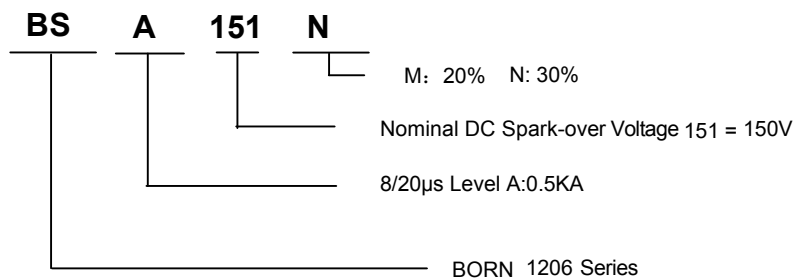 BS A 151 N
M：20% N: 30%
Nominal DC Spark-over Voltage 151 = 150V
8/20µs Level A:0.5KA
BORN 1206 Series